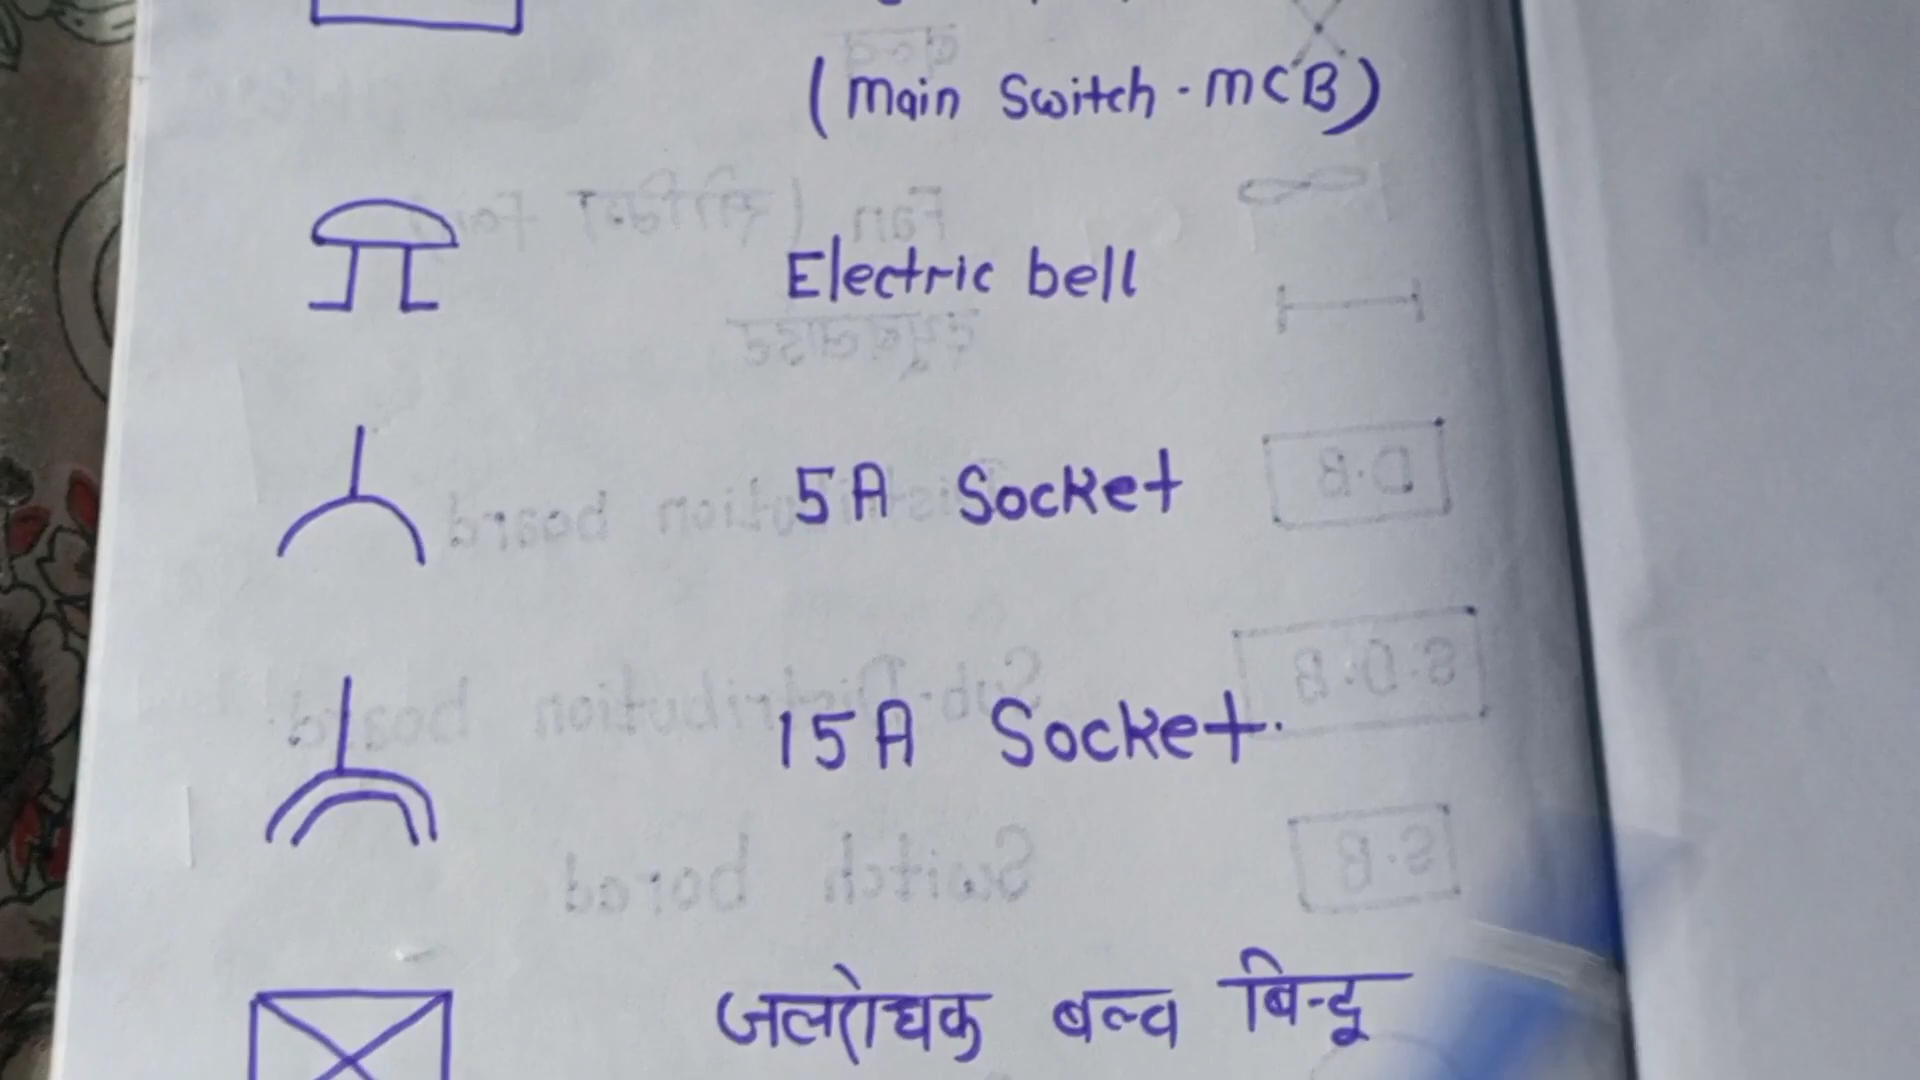 (Main Switch - MCB)
Electric bell
5A Socket
15A Socket.
जलरोधक बल्व बिन्दू